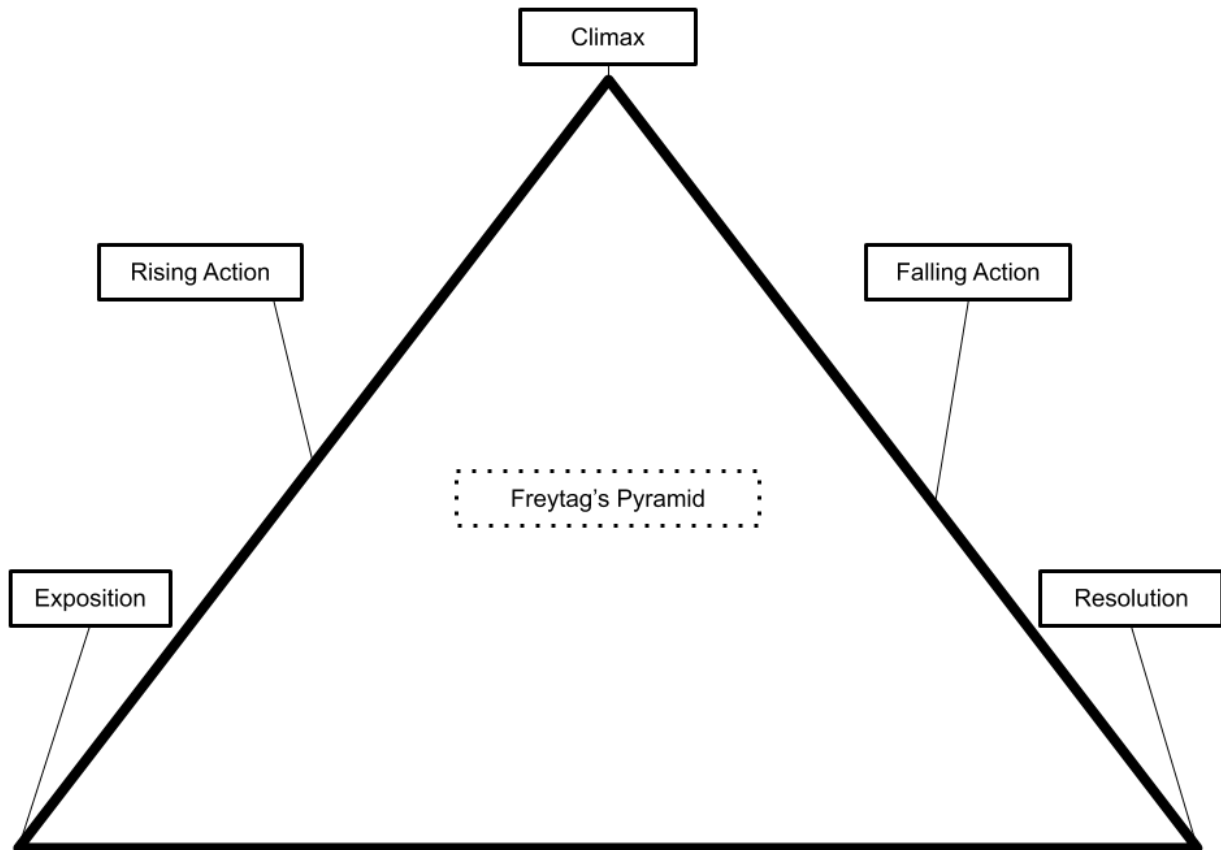 Climax
Rising Action
Falling Action
Freytag’s Pyramid
Exposition
Resolution